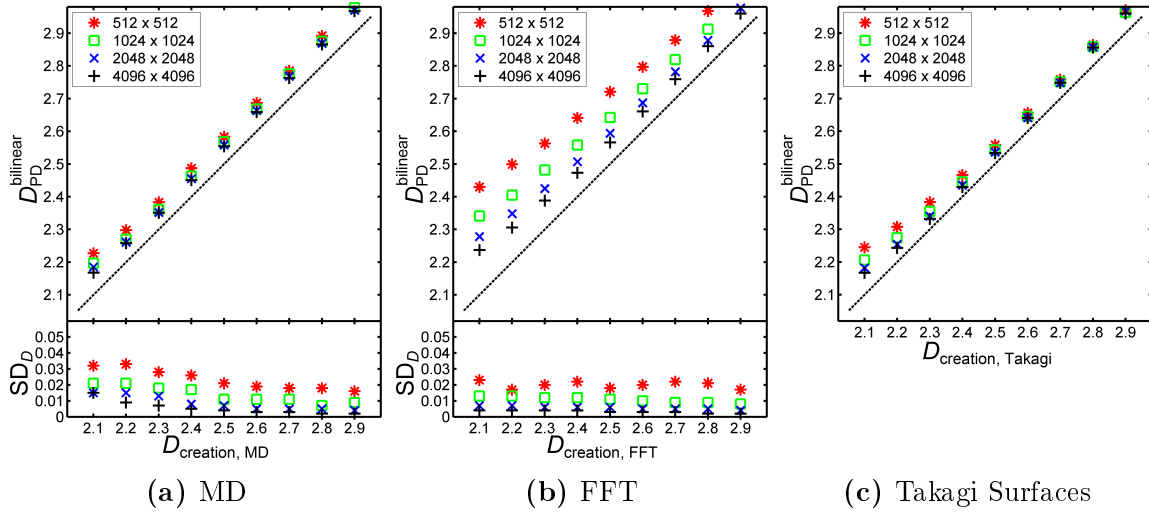 512 x 512
1024 x 1024
2048 x 2048
4096 x 4096
2.9
2.8
2.7
2.6
2.5
2.4
2.3
2.2
2.1
D PD bilinear
0.05
0.04
0.03
0.02
0.01
0
SD D
2.1 2.2 2.3 2.4 2.5 2.6 2.7 2.8 2.9
D creation, MD
(a) MD
512 x 512
1024 x 1024
2048 x 2048
4096 x 4096
2.9
2.8
2.7
2.6
2.5
2.4
2.3
2.2
2.1
D PD bilinear
0.05
0.04
0.03
0.02
0.01
0
SD D
2.1 2.2 2.3 2.4 2.5 2.6 2.7 2.8 2.9
D creation, FFT
(b) FFT
512 x 512
1024 x 1024
2048 x 2048
4096 x 4096
2.9
2.8
2.7
2.6
2.5
2.4
2.3
2.2
2.1
D PD bilinear
2.1 2.2 2.3 2.4 2.5 2.6 2.7 2.8 2.9
D creation, Takagi
(c) Takagi Surfaces